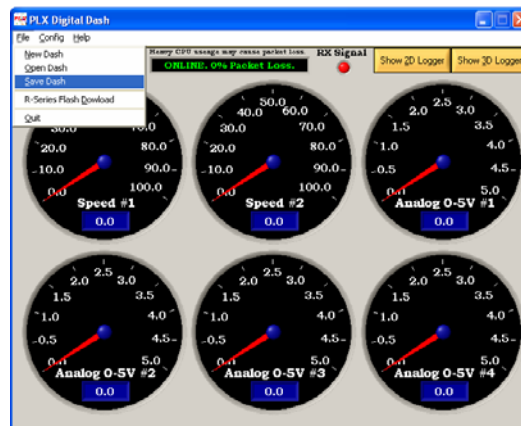 PLX Digital Dash
File Config Help
New Dash
Open Dash
Save Dash
R-Series Flash Dowload
Quit
Heavy CPU useage may cause packet loss.
ONLINE. 0% Packet Loss.
RX Signal
Show 2D Logger
Show 3D Logger
30.0 70.0
20.0 80.0
10.0 90.0
0.0 100.0
Speed #1
0.0
40.0 50.0 60.0
30.0 70.0
20.0 80.0
10.0 90.0
0.0 100.0
Speed #2
0.0
2.0 2.5 3.0
1.5 3.5
1.0 4.0
0.5 4.5
0.0 5.0
Analog 0-5V #1
0.0
2.0 2.5 3.0
1.5 3.5
1.0 4.0
0.5 4.5
0.0 5.0
Analog 0-5V #2
0.0
2.0 2.5 3.0
1.5 3.5
1.0 4.0
0.5 4.5
0.0 5.0
Analog 0-5V #3
0.0
2.0 2.5 3.0
1.5 3.5
1.0 4.0
0.5 4.5
0.0 5.0
Analog 0-5V #4
0.0